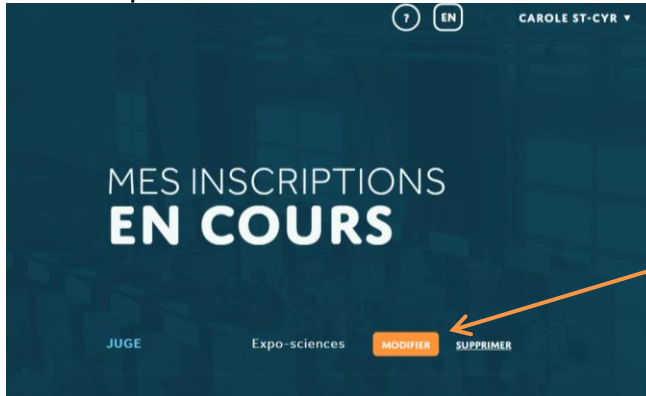 ? EN CAROLE ST-CYR ▼
MES INSCRIPTIONS
EN COURS
JUGE Expo-sciences MODIFIER SUPPRIMER